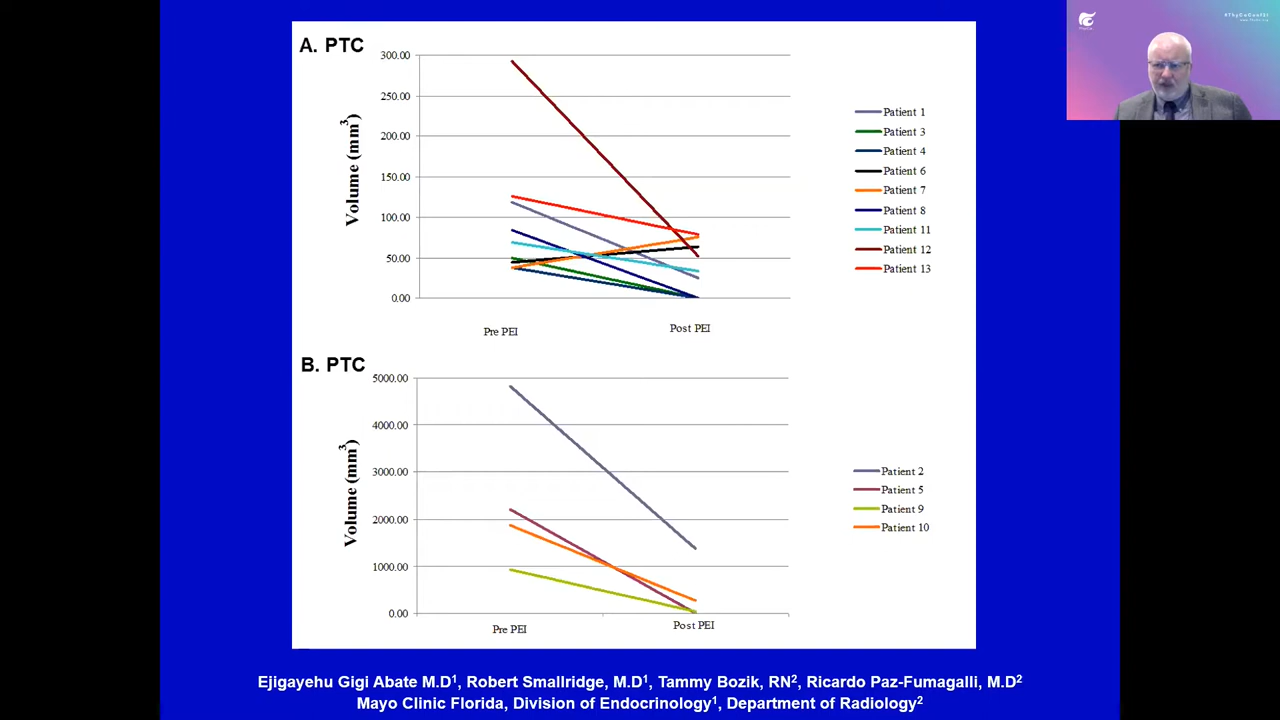 A. PTC
300.00
250.00
200.00
150.00
100.00
50.00
0.00
Volume (mm3)
Pre PEI
Post PEI
Patient 1
Patient 3
Patient 4
Patient 6
Patient 7
Patient 8
Patient 11
Patient 12
Patient 13
B. PTC
5000.00
4000.00
3000.00
2000.00
1000.00
0.00
Volume (mm3)
Pre PEI
Post PEI
Patient 2
Patient 5
Patient 9
Patient 10
Ejigayehu Gigi Abate M.D1, Robert Smallridge, M.D1, Tammy Bozik, RN2, Ricardo Paz-Fumagalli, M.D2
Mayo Clinic Florida, Division of Endocrinology1, Department of Radiology2